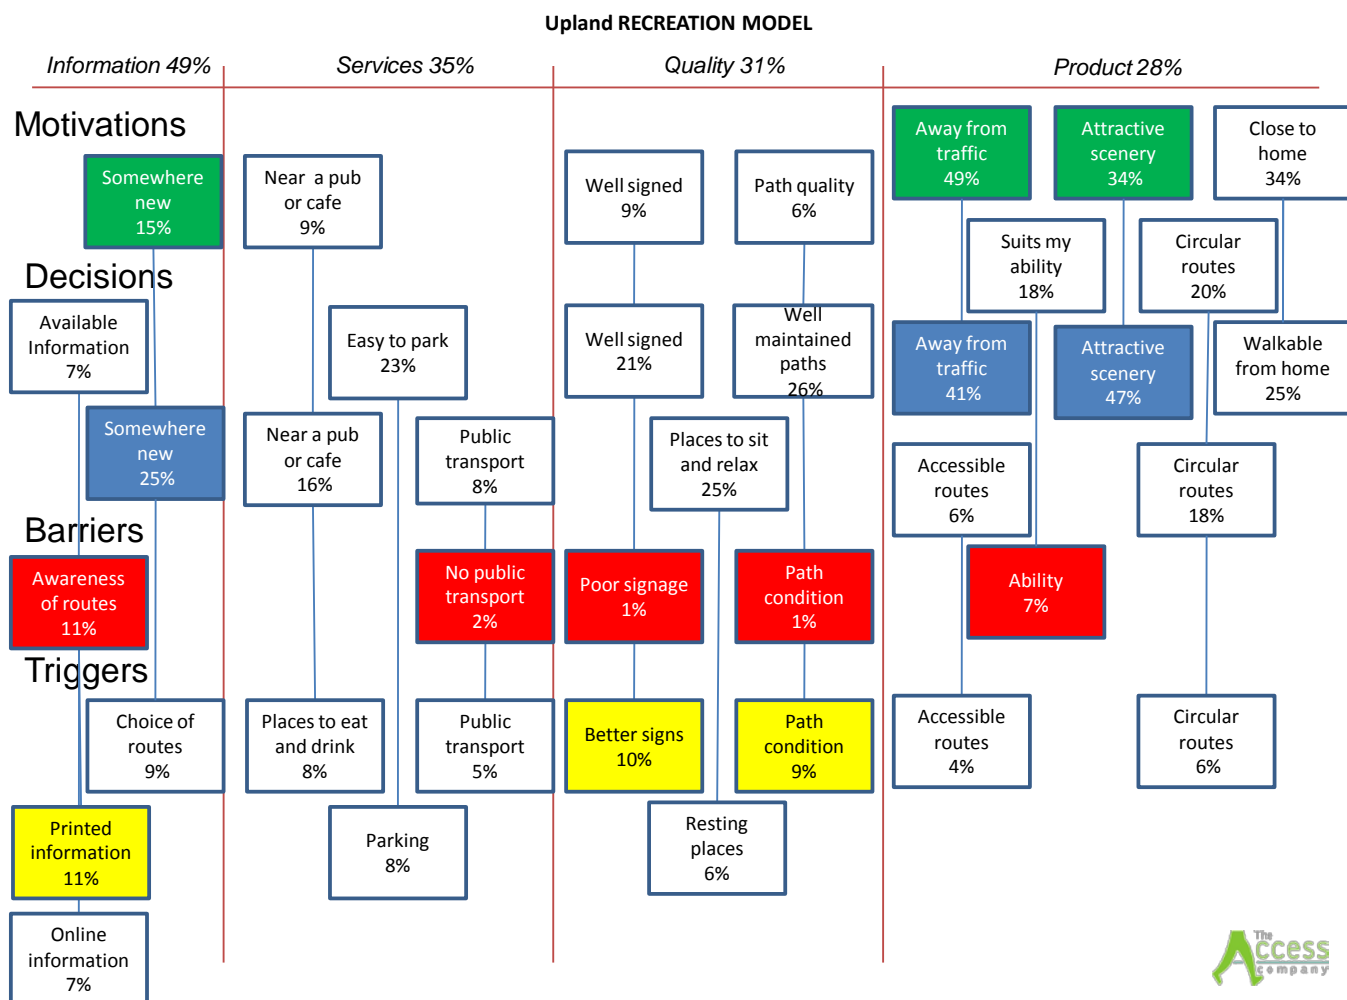 Upland RECREATION MODEL
Information 49%
Services 35%
Quality 31%
Product 28%
Motivations
Somewhere
new
15%
Near a pub
or cafe
9%
Well signed
9%
Path quality
6%
Away from
traffic
49%
Attractive
scenery
34%
Close to
home
34%
Suits my
ability
18%
Circular
routes
20%
Decisions
Available
Information
7%
Somewhere
new
25%
Easy to park
23%
Near a pub
or cafe
16%
Public
transport
8%
Well signed
21%
Well
maintained
paths
26%
Places to sit
and relax
25%
Away from
traffic
41%
Attractive
scenery
47%
Walkable
from home
25%
Accessible
routes
6%
Circular
routes
18%
Barriers
Awareness
of routes
11%
No public
transport
2%
Poor signage
1%
Path
condition
1%
Ability
7%
Triggers
Choice of
routes
9%
Places to eat
and drink
8%
Public
transport
5%
Better signs
10%
Path
condition
9%
Accessible
routes
4%
Circular
routes
6%
Printed
information
11%
Parking
8%
Resting
places
6%
Online
information
7%
The
Access
company